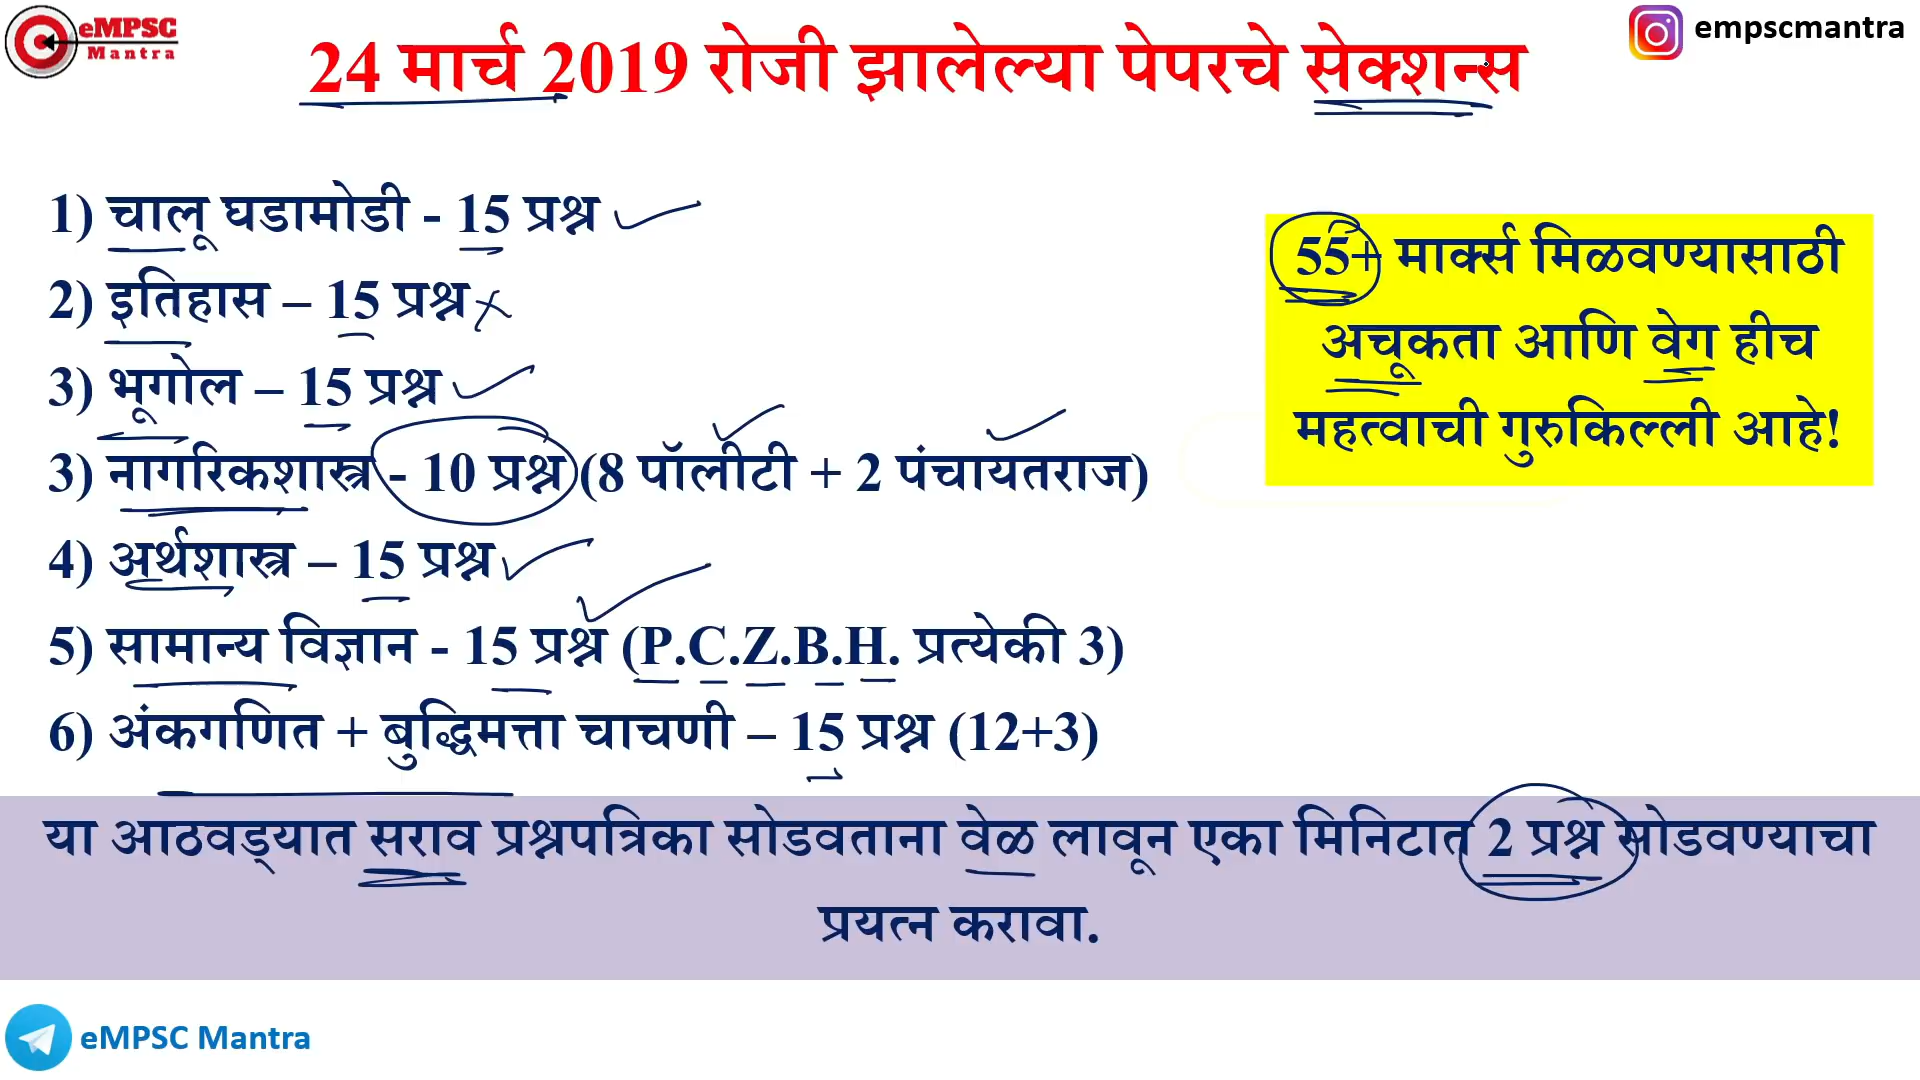 eMPSC
Mantra
empscmantra
24 मार्च 2019 रोजी झालेल्या पेपरचे सेक्शन्स
1) चालू घडामोडी - 15 प्रश्न
2) इतिहास – 15 प्रश्न
3) भूगोल – 15 प्रश्न
3) नागरिकशास्त्र - 10 प्रश्न (8 पॉलीटी + 2 पंचायतराज)
4) अर्थशास्त्र – 15 प्रश्न
5) सामान्य विज्ञान - 15 प्रश्न (P.C.Z.B.H. प्रत्येकी 3)
6) अंकगणित + बुद्धिमत्ता चाचणी – 15 प्रश्न (12+3)
55+ मार्क्स मिळवण्यासाठी
अचूकता आणि वेग हीच
महत्वाची गुरुकिल्ली आहे!
या आठवड्यात सराव प्रश्नपत्रिका सोडवताना वेळ लावून एका मिनिटात 2 प्रश्ने सोडवण्याचा
प्रयत्न करावा.
eMPSC Mantra